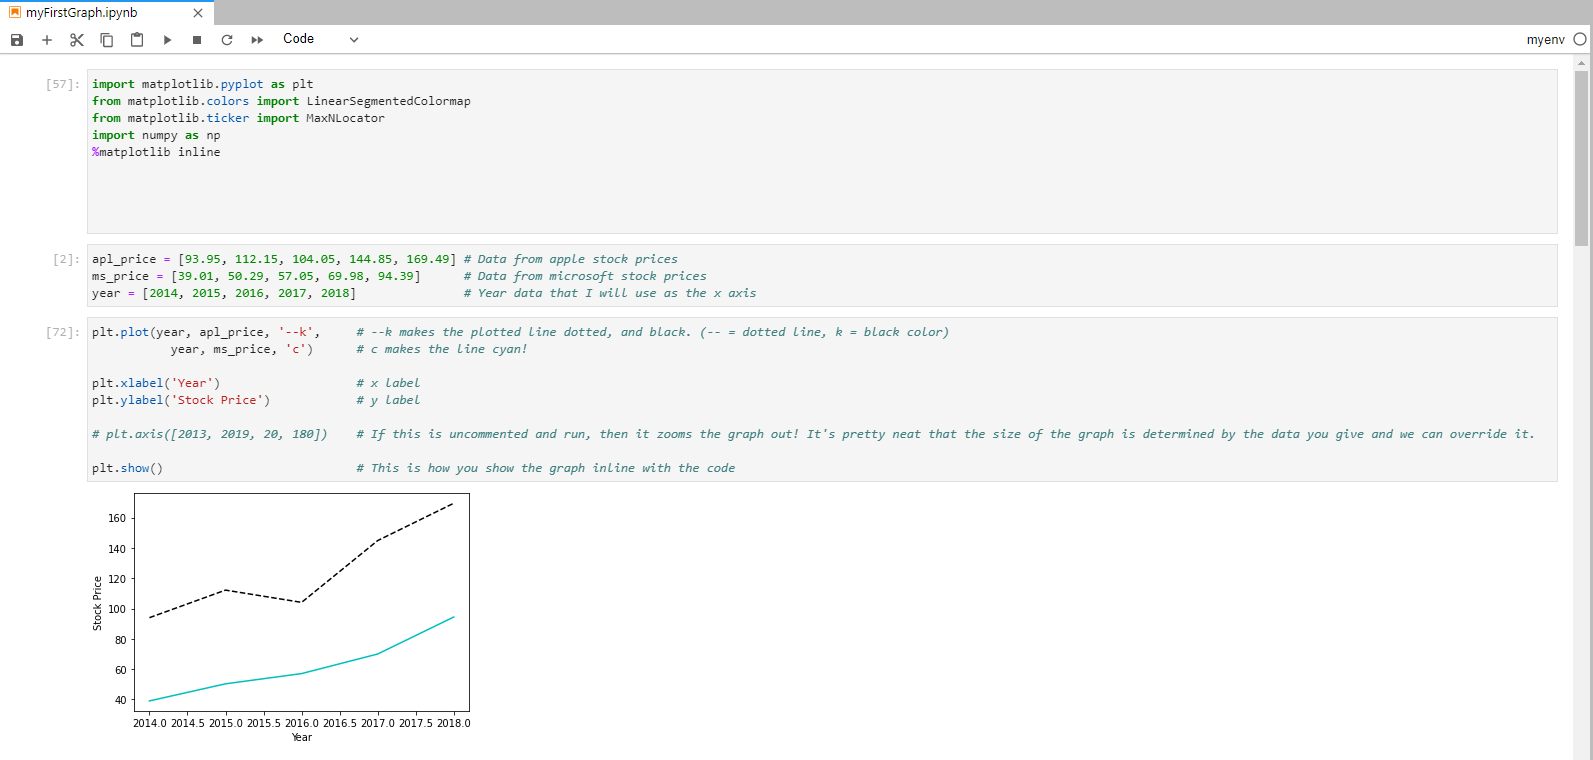 myFirstGraph.ipynb
Code
myenv
[57]:
import matplotlib.pyplot as plt
from matplotlib.colors import LinearSegmentedColormap
from matplotlib.ticker import MaxNLocator
import numpy as np
%matplotlib inline
[2]:
apl_price = [93.95, 112.15, 104.05, 144.85, 169.49] # Data from apple stock prices
ms_price = [39.01, 50.29, 57.05, 69.98, 94.39]      # Data from microsoft stock prices
year = [2014, 2015, 2016, 2017, 2018]               # Year data that I will use as the x axis
[72]:
plt.plot(year, apl_price, '--k',     # --k makes the plotted line dotted, and black. (-- = dotted line, k = black color)
           year, ms_price, 'c')      # c makes the line cyan!
plt.xlabel('Year')                   # x label
plt.ylabel('Stock Price')            # y label
# plt.axis([2013, 2019, 20, 180])    # If this is uncommented and run, then it zooms the graph out! It's pretty neat that the size of the graph is determined by the data you give and we can override it.
plt.show()                           # This is how you show the graph inline with the code
Stock Price
160
140
120
100
80
60
40
2014.0 2014.5 2015.0 2015.5 2016.0 2016.5 2017.0 2017.5 2018.0
Year